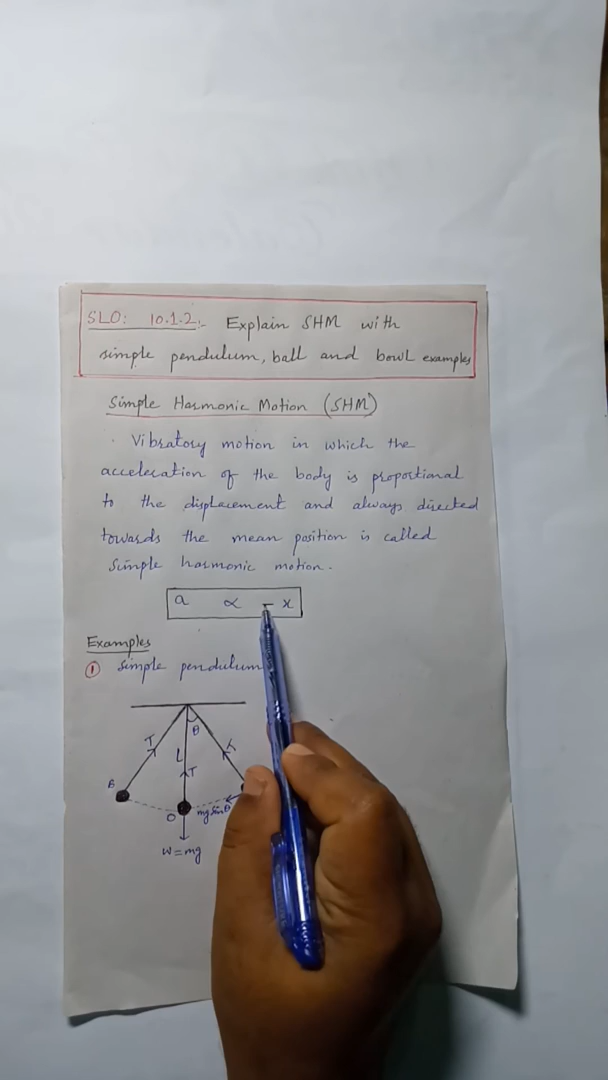 SLO: 10.1.2:- Explain SHM with
simple pendulum, ball and bowl examples
Simple Harmonic Motion (SHM)
Vibratory motion in which the
acceleration of the body is proportional
to the displacement and always directed
towards the mean position is called
Simple harmonic motion.
a ∝ - x
Examples
① Simple pendulum
θ
T
L
T
T
B
O
mg sinθ
W = mg